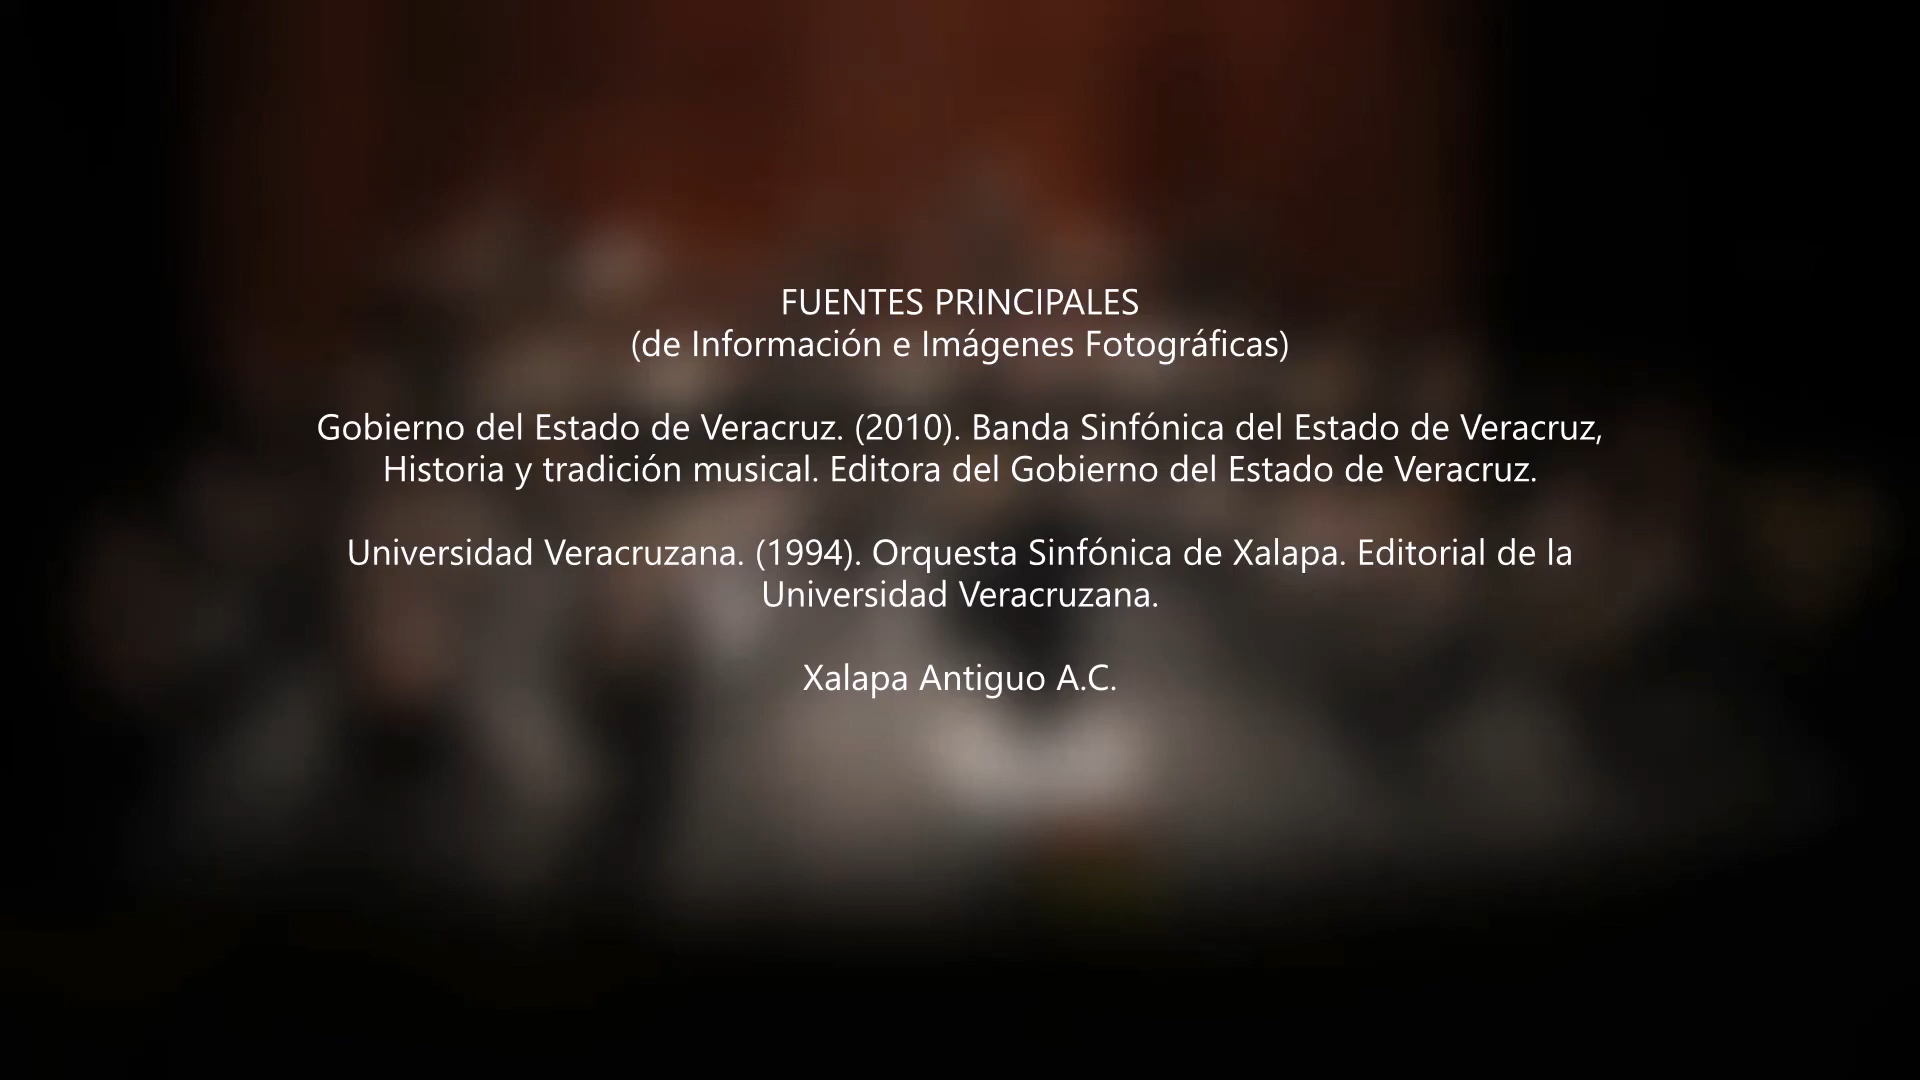 FUENTES PRINCIPALES
(de Información e Imágenes Fotográficas)
Gobierno del Estado de Veracruz. (2010). Banda Sinfónica del Estado de Veracruz,
Historia y tradición musical. Editora del Gobierno del Estado de Veracruz.
Universidad Veracruzana. (1994). Orquesta Sinfónica de Xalapa. Editorial de la
Universidad Veracruzana.
Xalapa Antiguo A.C.